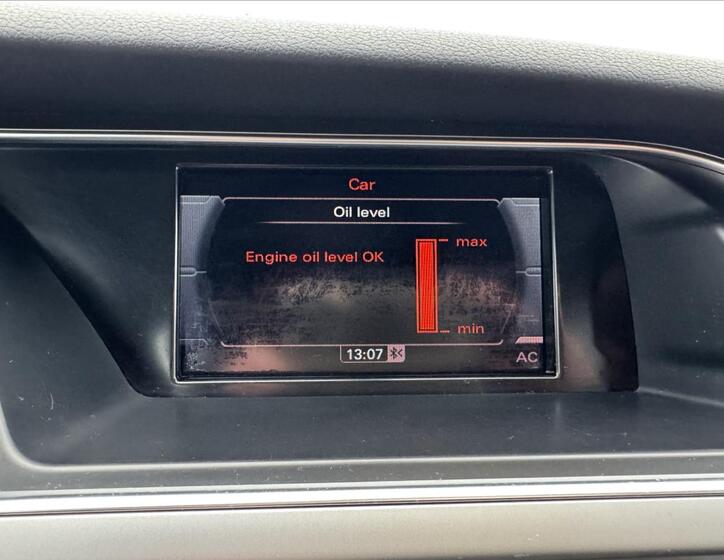 Car
Oil level
Engine oil level OK
max
min
13:07
AC